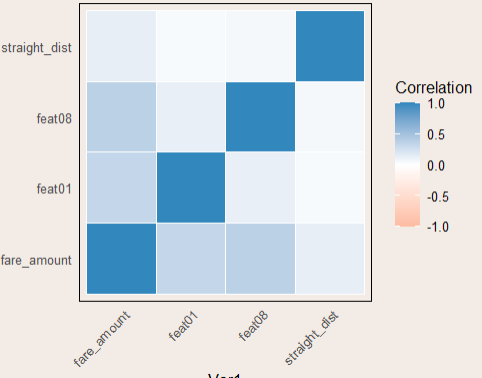 straight_dist
feat08
feat01
fare_amount
fare_amount
feat01
feat08
straight_dist
Correlation
1.0
0.5
0.0
-0.5
-1.0